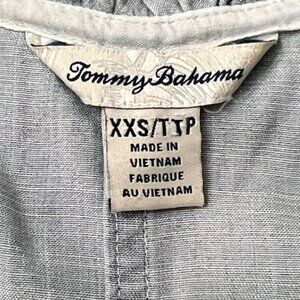 Tommy Bahama
XXS/TTP
MADE IN
VIETNAM
FABRIQUE
AU VIETNAM